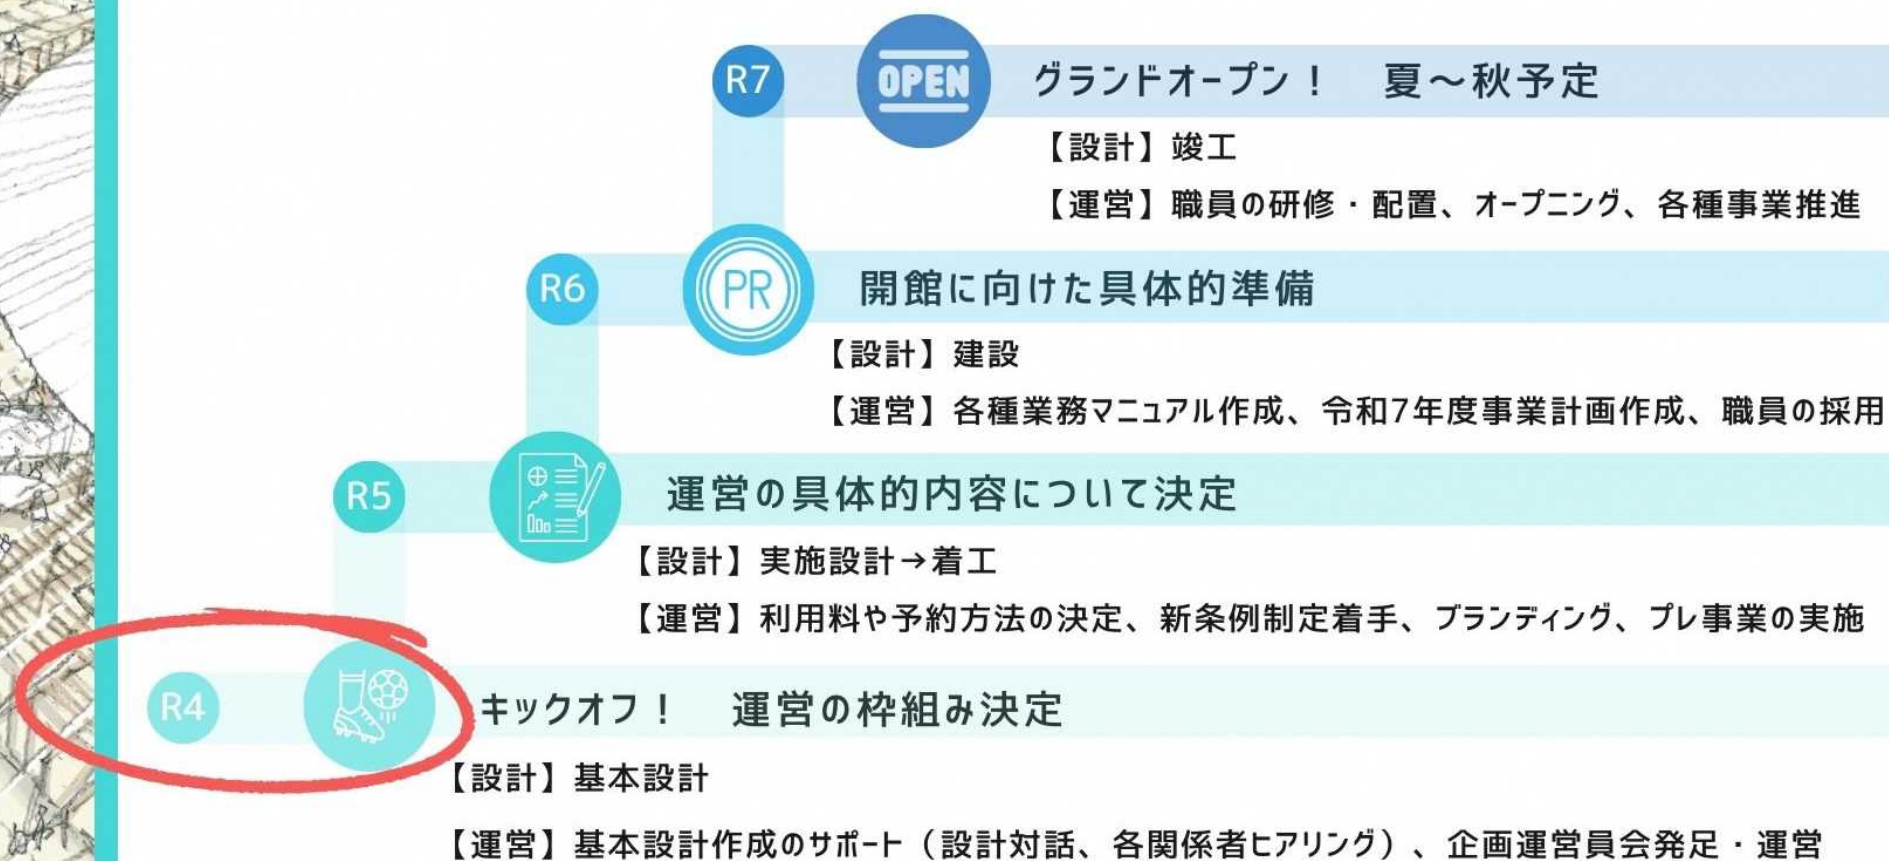 R7 OPEN グランドオープン！ 夏～秋予定
【設計】竣工
【運営】職員の研修・配置、オープニング、各種事業推進
R6 PR 開館に向けた具体的準備
【設計】建設
【運営】各種業務マニュアル作成、令和7年度事業計画作成、職員の採用
R5 運営の具体的内容について決定
【設計】実施設計→着工
【運営】利用料や予約方法の決定、新条例制定着手、ブランディング、プレ事業の実施
R4 キックオフ！ 運営の枠組み決定
【設計】基本設計
【運営】基本設計作成のサポート（設計対話、各関係者ヒアリング）、企画運営員会発足・運営